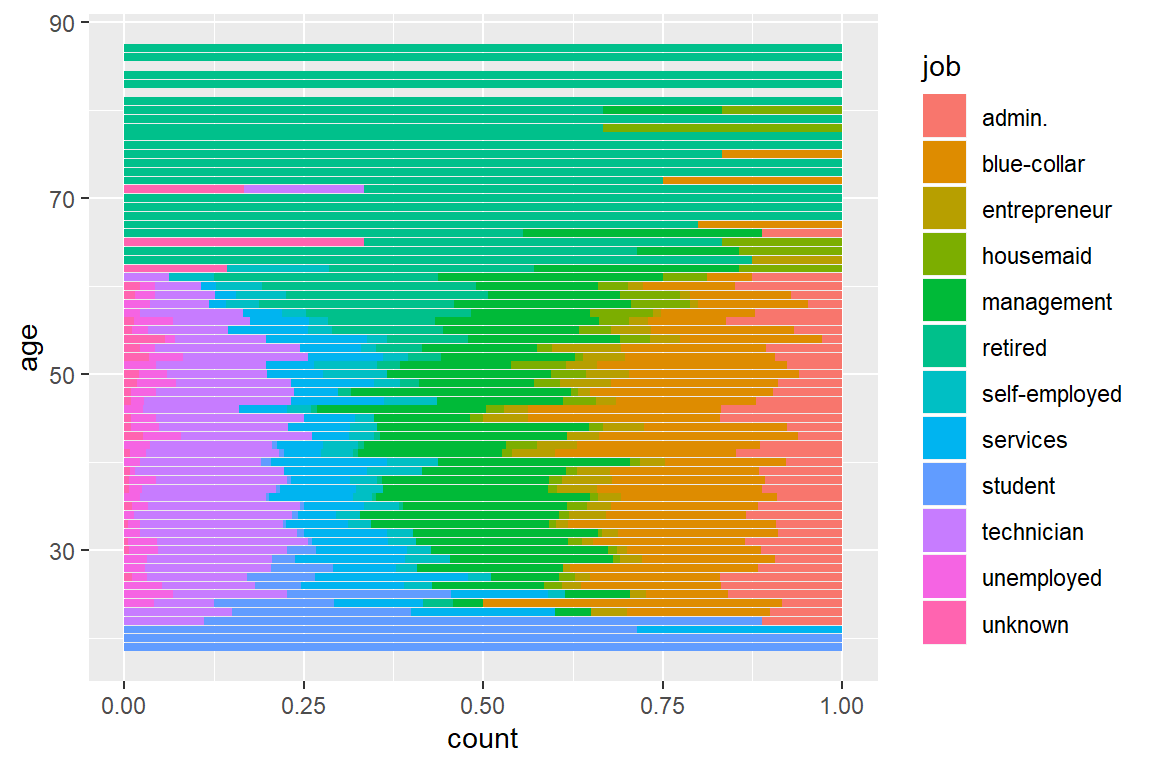 90
70
50
30
age
0.00 0.25 0.50 0.75 1.00
count
job
admin.
blue-collar
entrepreneur
housemaid
management
retired
self-employed
services
student
technician
unemployed
unknown